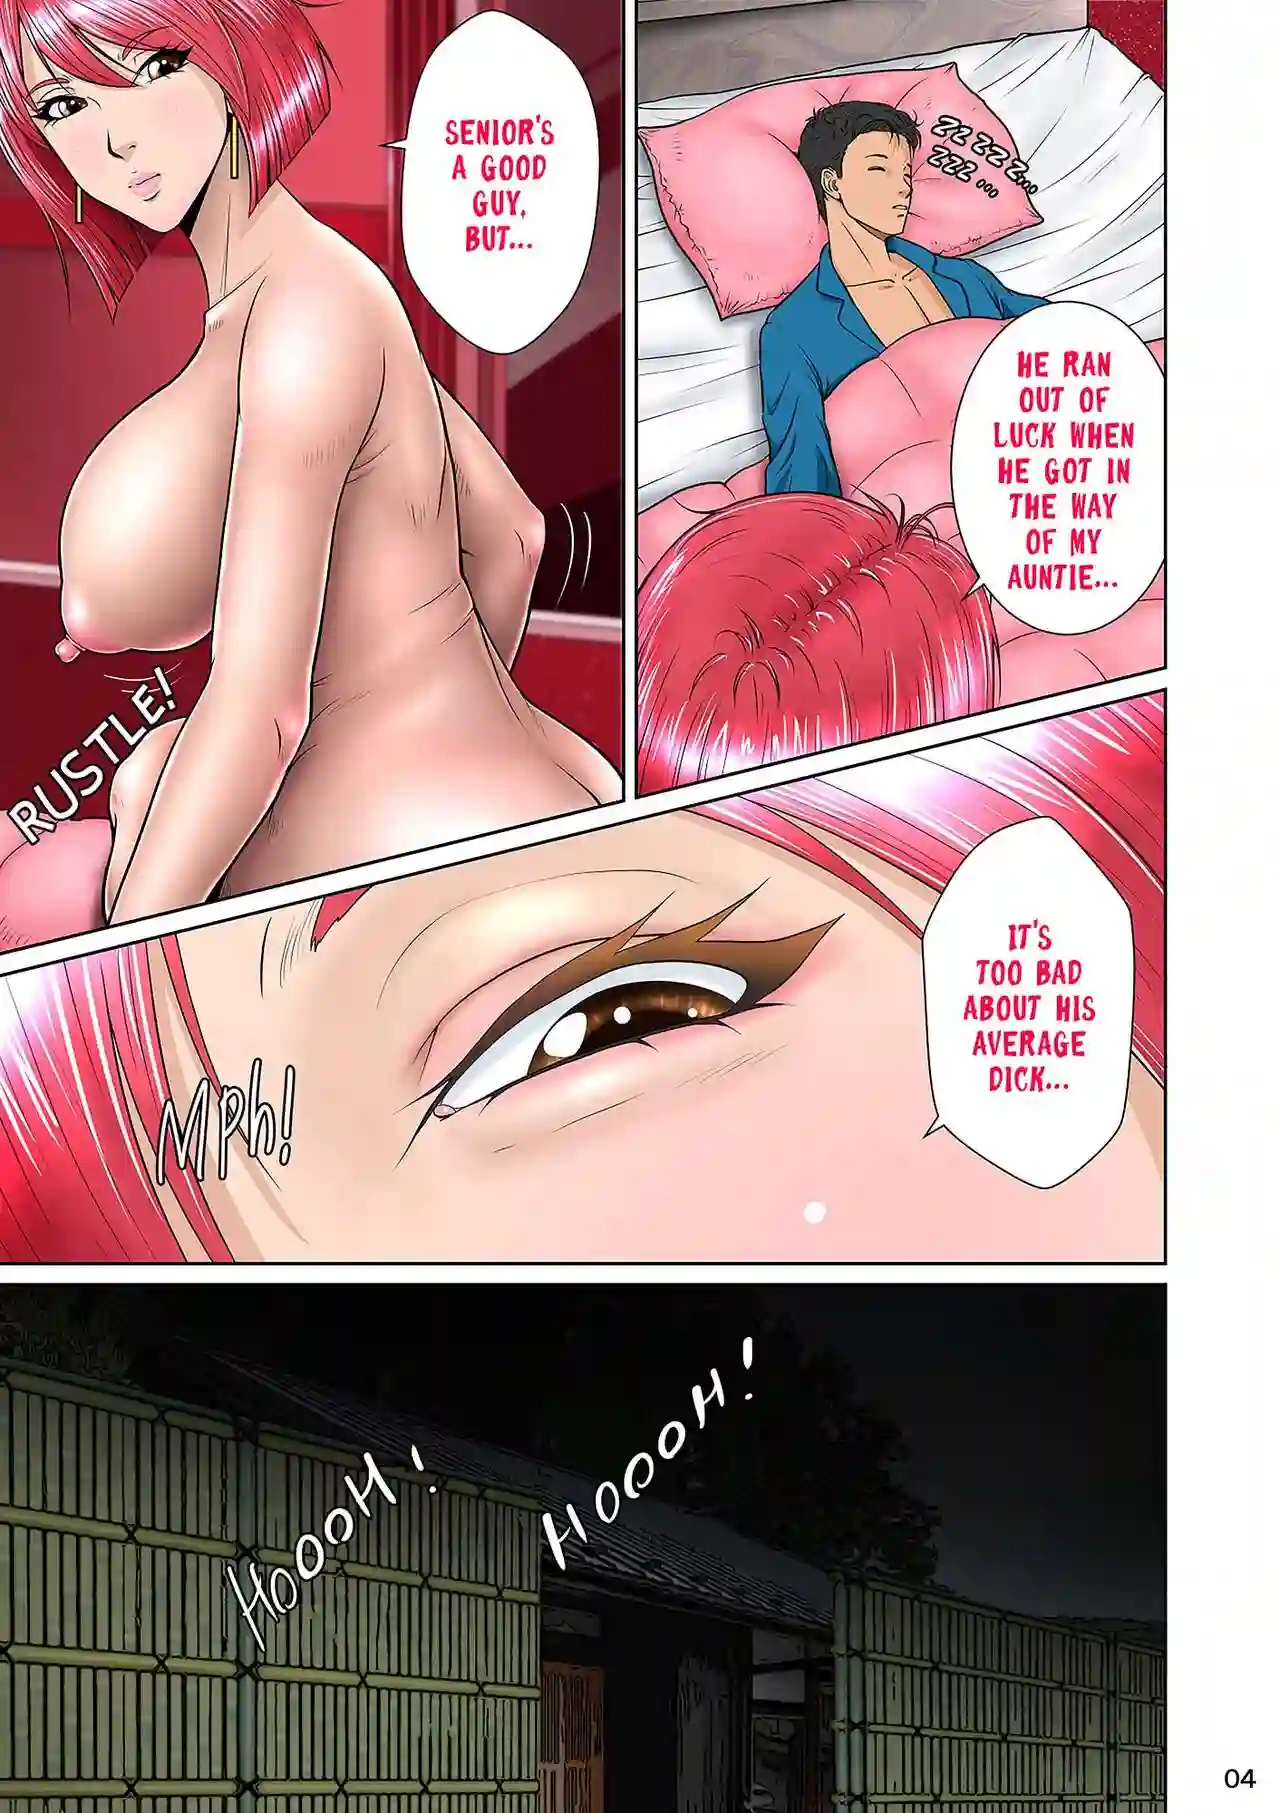 SENIOR'S
A GOOD
GUY,
BUT...
RUSTLE!
ZZZZZ...
ZZZ...
HE RAN
OUT OF
LUCK WHEN
HE GOT IN
THE WAY
OF MY
AUNTIE...
IT'S
TOO BAD
ABOUT HIS
AVERAGE
DICK...
MPh!
HOOOH!
HOOOH!
04